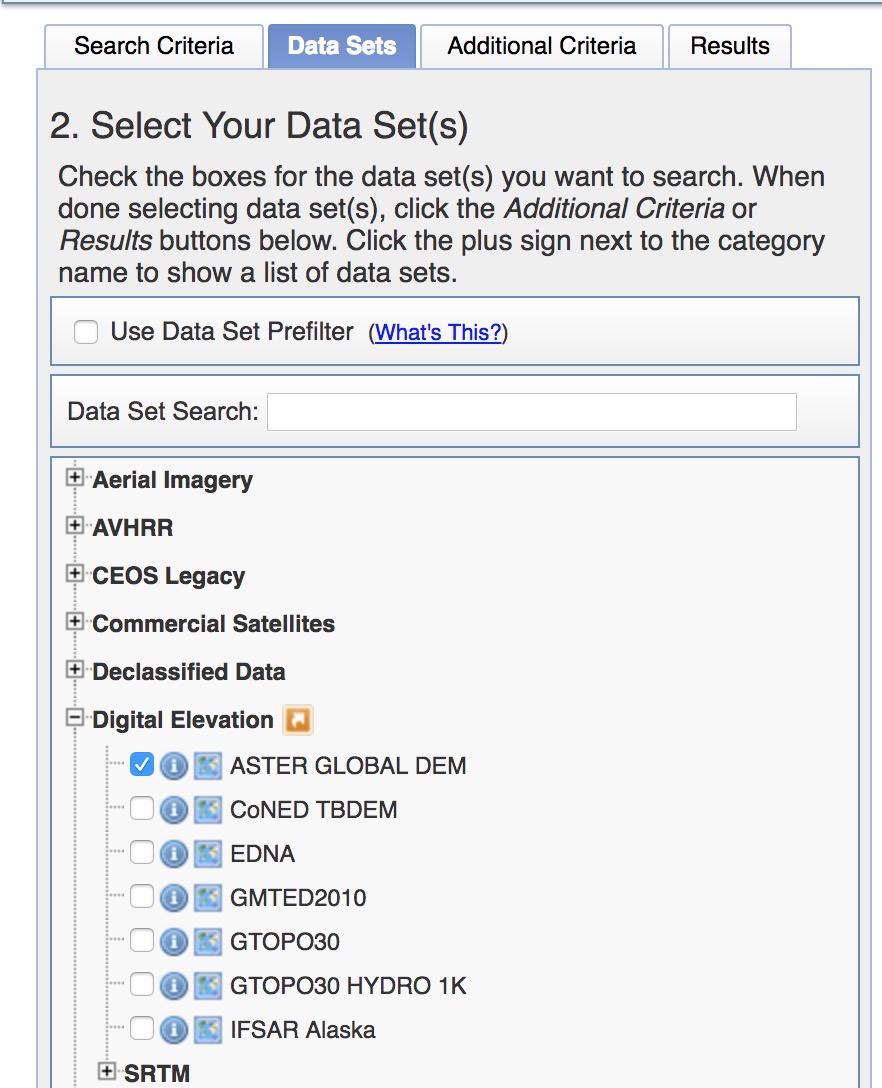 Search Criteria
Data Sets
Additional Criteria
Results
2. Select Your Data Set(s)
Check the boxes for the data set(s) you want to search. When
done selecting data set(s), click the Additional Criteria or
Results buttons below. Click the plus sign next to the category
name to show a list of data sets.
Use Data Set Prefilter (What's This?)
Data Set Search:
Aerial Imagery
AVHRR
CEOS Legacy
Commercial Satellites
Declassified Data
Digital Elevation
ASTER GLOBAL DEM
CoNED TBDEM
EDNA
GMTED2010
GTOPO30
GTOPO30 HYDRO 1K
IFSAR Alaska
SRTM